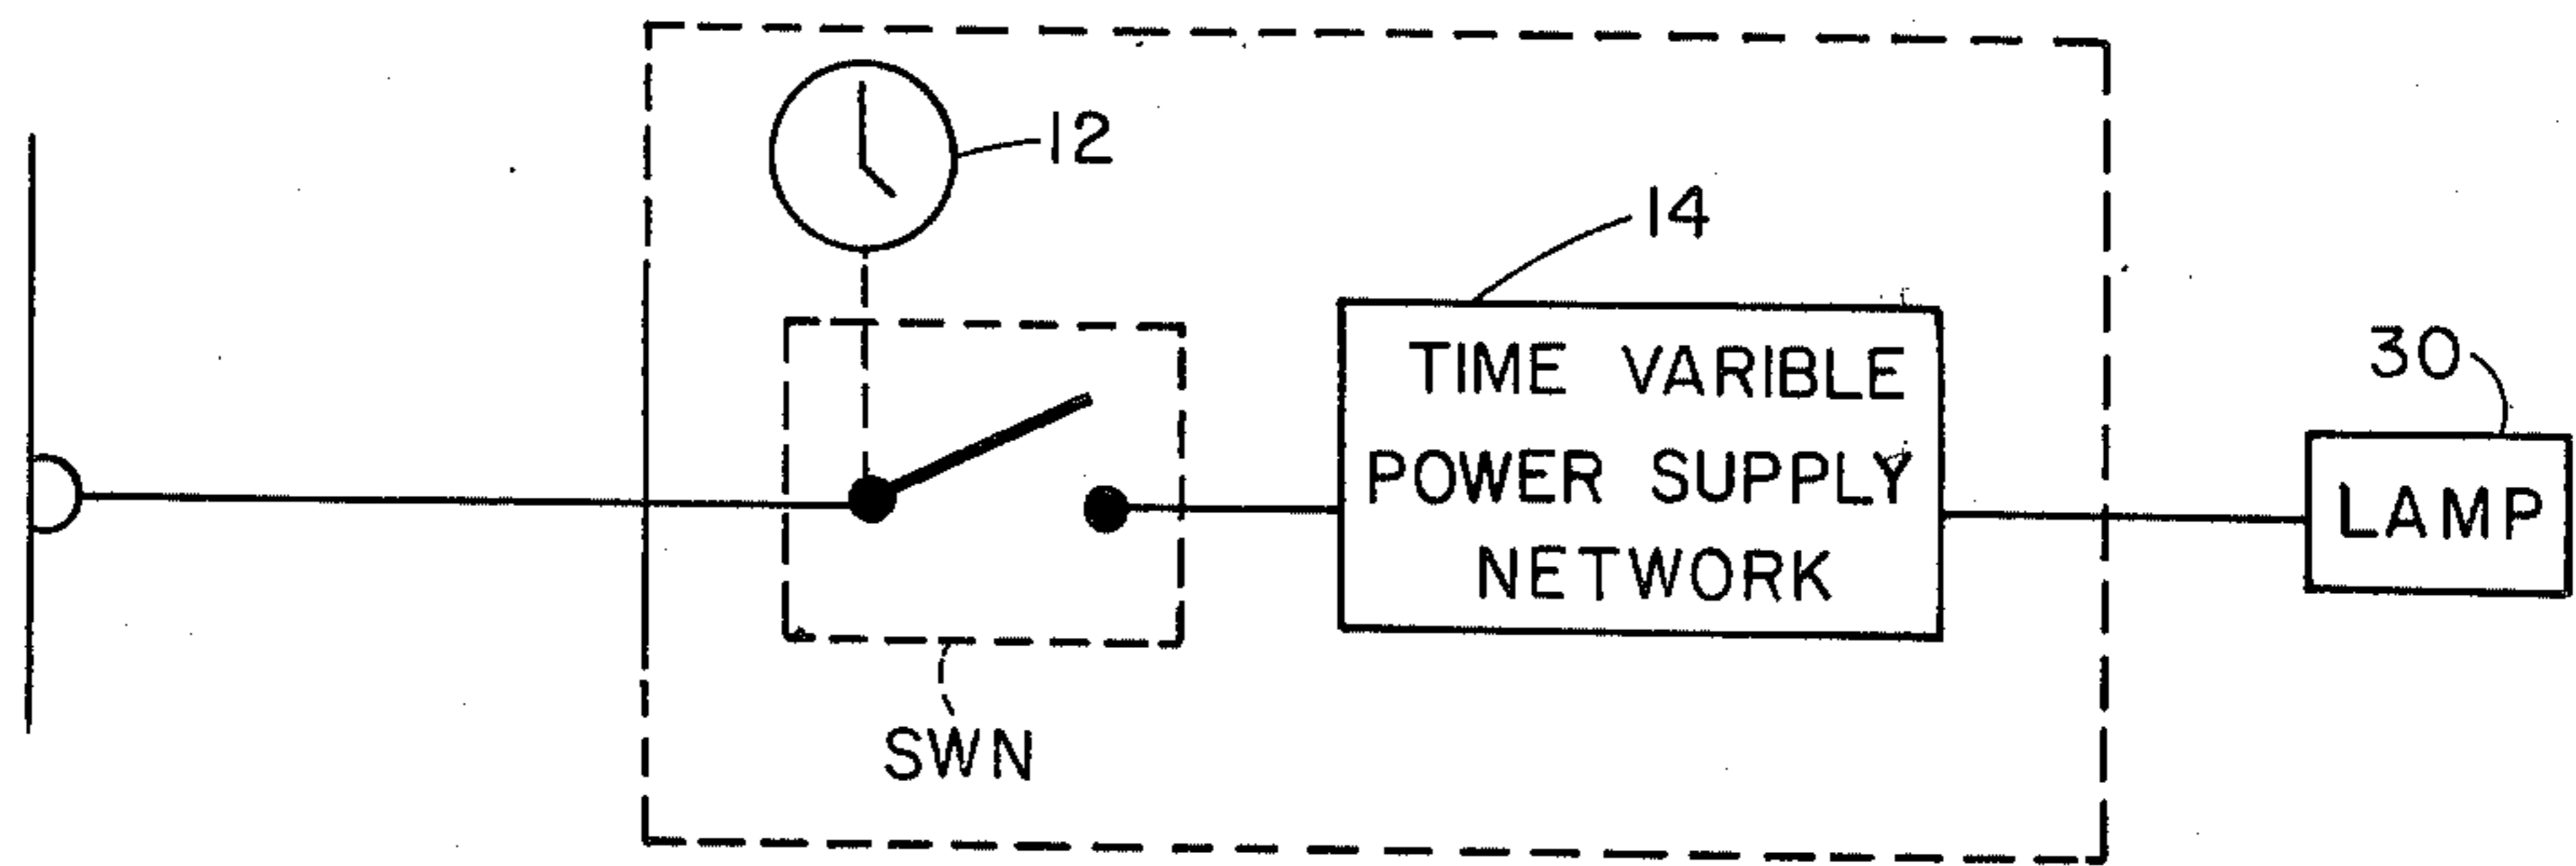 12
14
TIME VARIBLE
POWER SUPPLY
NETWORK
30
LAMP
SWN